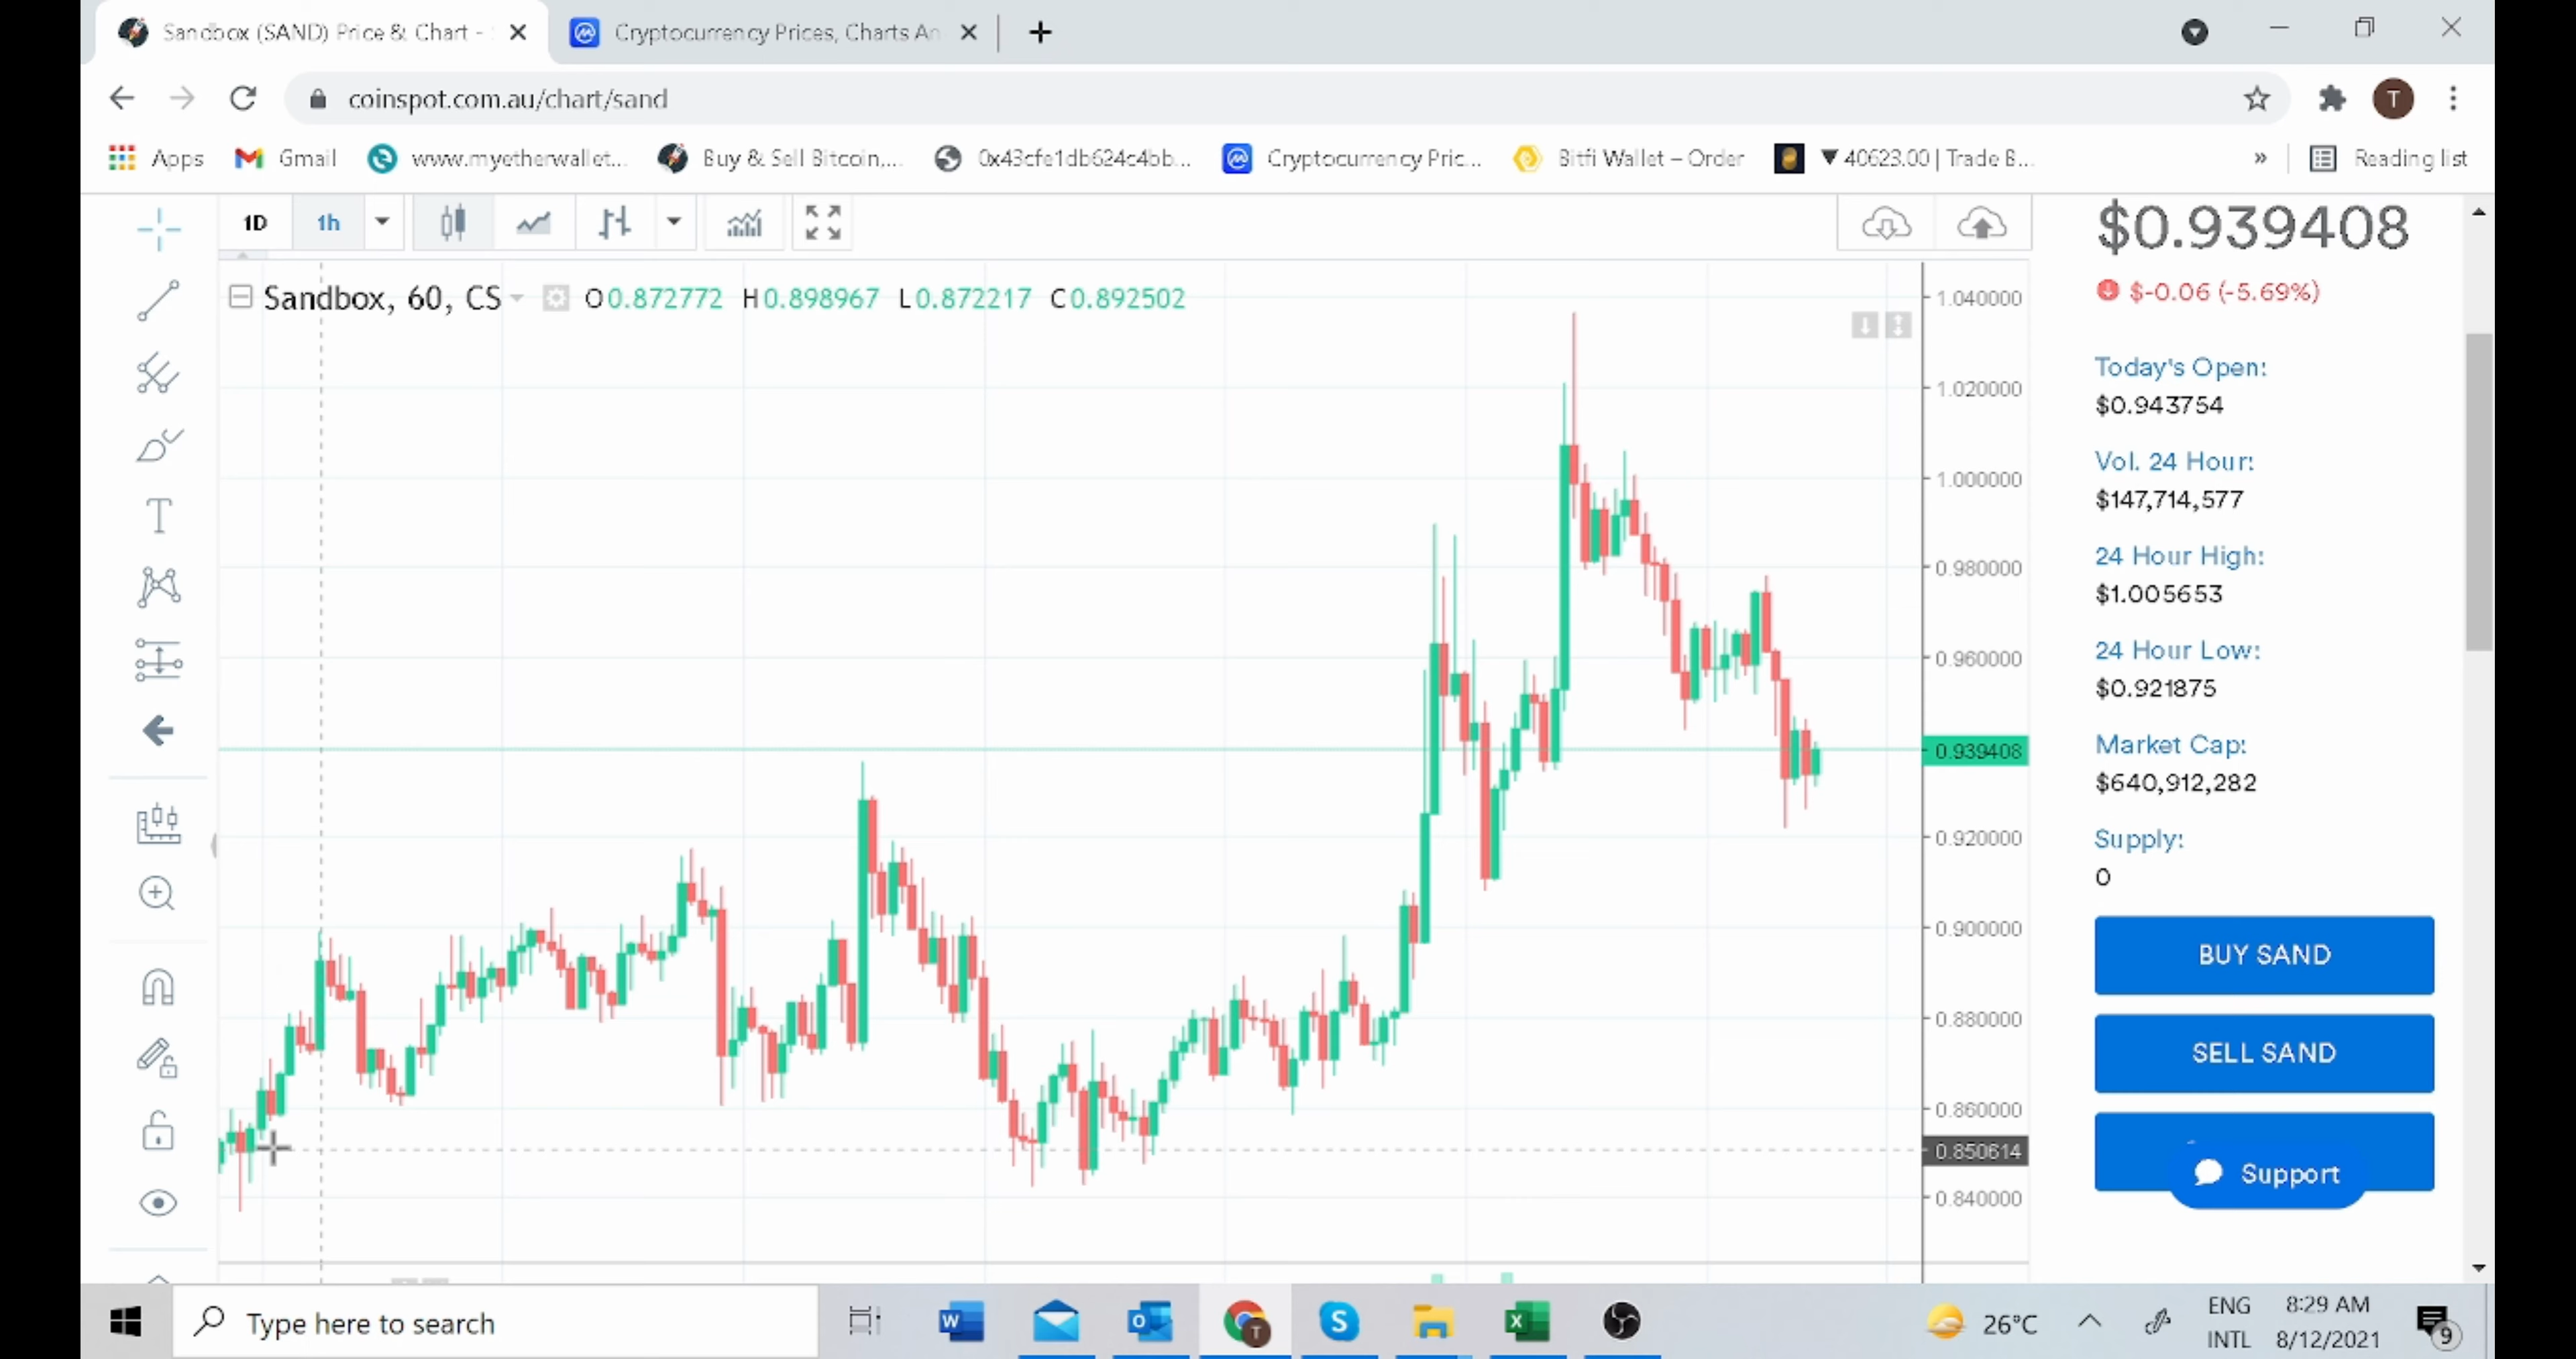 Sandbox (SAND) Price & Chart -
Cryptocurrency Prices, Charts An
coinspot.com.au/chart/sand
T
Apps
Gmail
www.myetherwallet...
Buy & Sell Bitcoin,...
0x43cfe1db624c4bb...
Cryptocurrency Pric...
Bitfi Wallet – Order
▼ 40623.00 | Trade B...
»
Reading list
1D
1h
Sandbox, 60, CS
O0.872772 H0.898967 L0.872217 C0.892502
1.040000
1.020000
1.000000
0.980000
0.960000
0.939408
0.920000
0.900000
0.880000
0.860000
0.850614
0.840000
$0.939408
$-0.06 (-5.69%)
Today's Open:
$0.943754
Vol. 24 Hour:
$147,714,577
24 Hour High:
$1.005653
24 Hour Low:
$0.921875
Market Cap:
$640,912,282
Supply:
0
BUY SAND
SELL SAND
Support
Type here to search
26°C
ENG
INTL
8:29 AM
8/12/2021
9